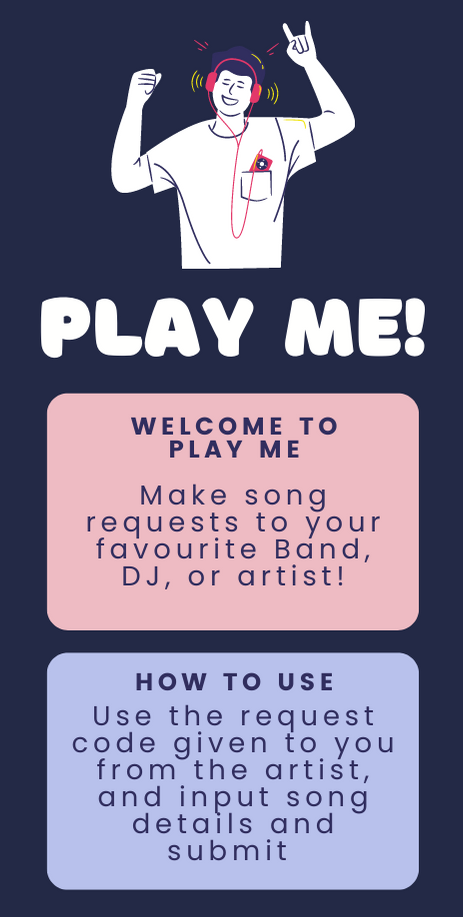 PLAY ME!
WELCOME TO
PLAY ME
Make song
requests to your
favourite Band,
DJ, or artist!
HOW TO USE
Use the request
code given to you
from the artist,
and input song
details and
submit